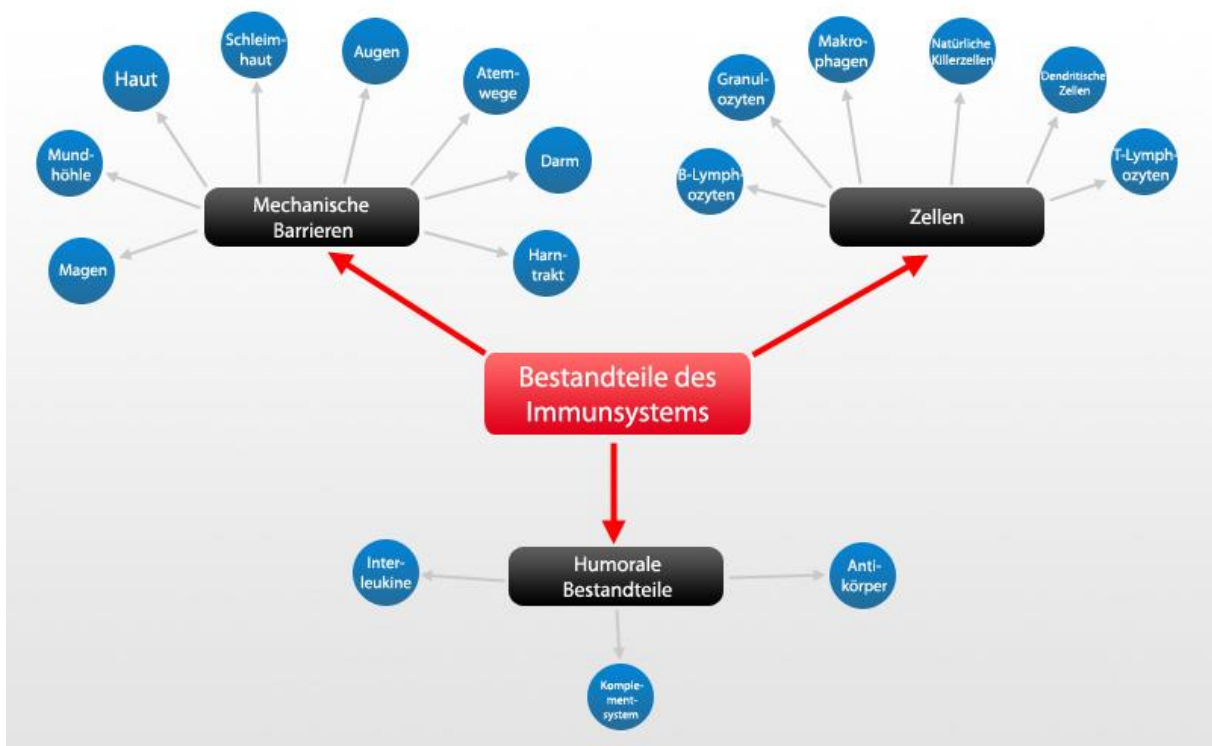 Schleim-
haut
Augen
Haut
Atem-
wege
Mund-
höhle
Darm
Mechanische
Barrieren
Magen
Harn-
trakt
Makro-
phagen
Natürliche
Killerzellen
Granul-
ozyten
Dendritische
Zellen
B-Lymph-
ozyten
T-Lymph-
ozyten
Zellen
Bestandteile des
Immunsystems
Inter-
leukine
Humorale
Bestandteile
Anti-
körper
Komple-
ment-
system